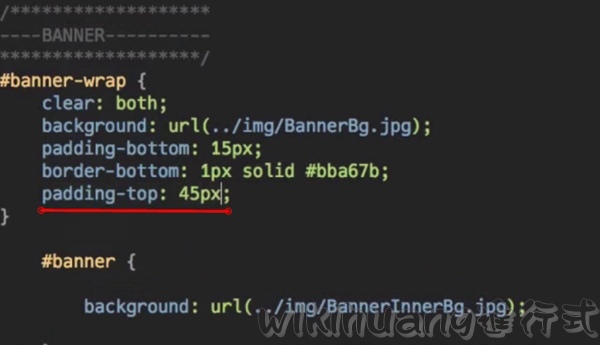 /*******************
----BANNER----------
*******************/
#banner-wrap {
clear: both;
background: url(../img/BannerBg.jpg);
padding-bottom: 15px;
border-bottom: 1px solid #bba67b;
padding-top: 45px;
}
#banner {
background: url(../img/BannerInnerBg.jpg);
wikihuang進行式